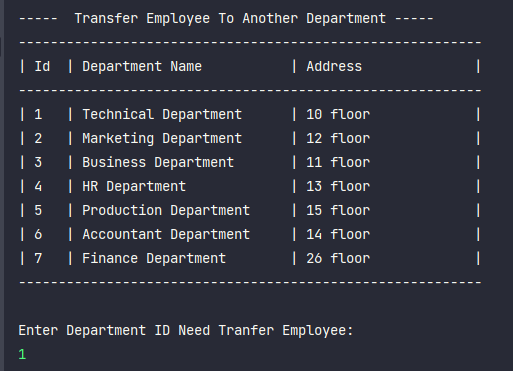 -----  Transfer Employee To Another Department -----
----------------------------------------------------------
| Id  | Department Name           | Address              |
----------------------------------------------------------
| 1   | Technical Department      | 10 floor             |
| 2   | Marketing Department      | 12 floor             |
| 3   | Business Department       | 11 floor             |
| 4   | HR Department             | 13 floor             |
| 5   | Production Department     | 15 floor             |
| 6   | Accountant Department     | 14 floor             |
| 7   | Finance Department        | 26 floor             |
----------------------------------------------------------
Enter Department ID Need Tranfer Employee:
1